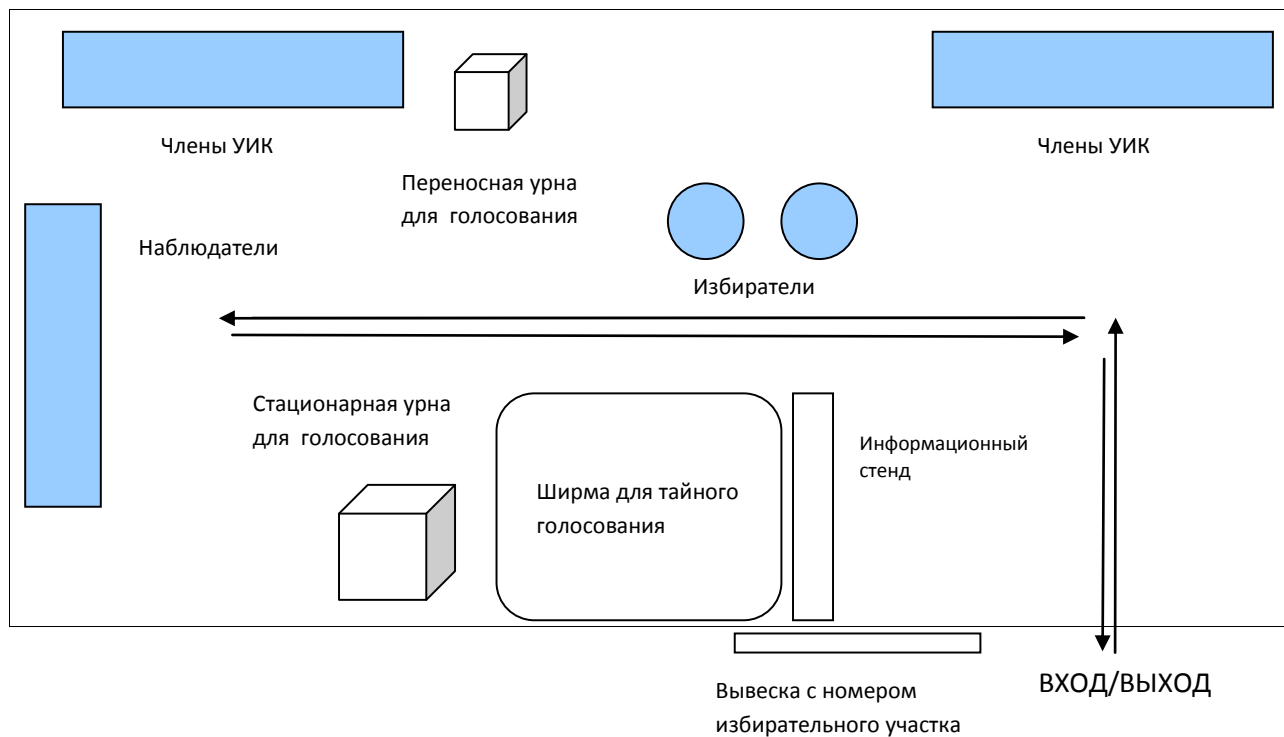 Члены УИК
Члены УИК
Переносная урна
для голосования
Наблюдатели
Избиратели
Стационарная урна
для голосования
Информационный
стенд
Ширма для тайного
голосования
ВХОД/ВЫХОД
Вывеска с номером
избирательного участка